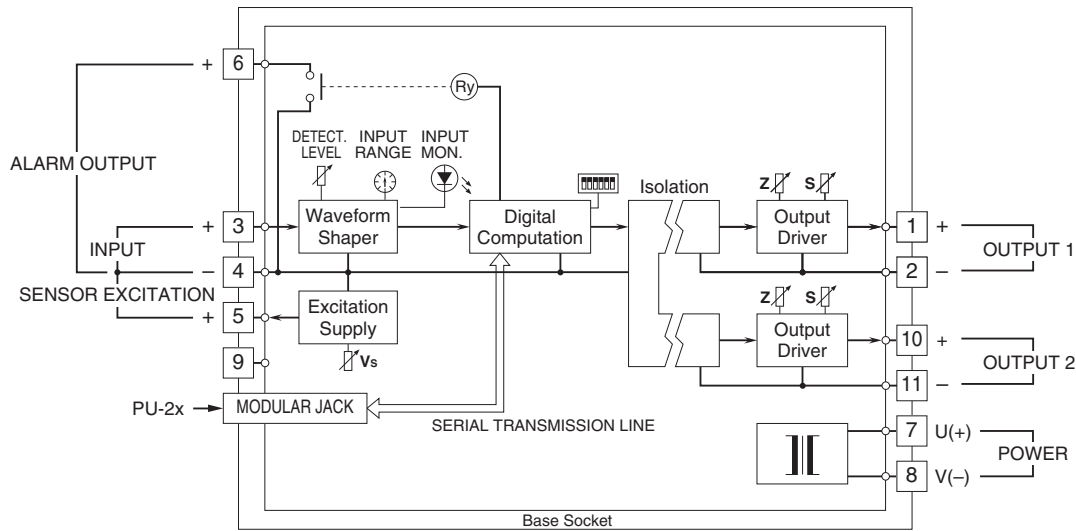 + 6
Ry
DETECT.
LEVEL
INPUT
RANGE
INPUT
MON.
ALARM OUTPUT
Isolation
Z S
+ 3
Waveform
Shaper
Digital
Computation
Output
Driver
1 +
INPUT
OUTPUT 1
– 4
2 –
SENSOR EXCITATION
+ 5
Excitation
Supply
Vs
Z S
Output
Driver
10 +
OUTPUT 2
9
11 –
PU-2x
MODULAR JACK
SERIAL TRANSMISSION LINE
7 U(+)
POWER
8 V(–)
Base Socket